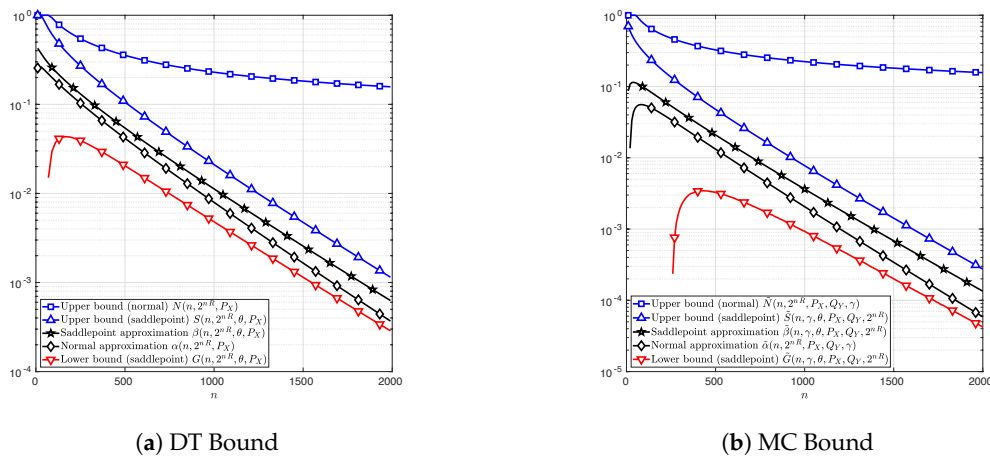 10^0
10^-1
10^-2
10^-3
10^-4
Upper bound (normal) N(n, 2^{nR}, P_X)
Upper bound (saddlepoint) S(n, 2^{nR}, θ, P_X)
Saddlepoint approximation β(n, 2^{nR}, θ, P_X)
Normal approximation α(n, 2^{nR}, P_X)
Lower bound (saddlepoint) G(n, 2^{nR}, θ, P_X)
0 500 1000 1500 2000
n
(a) DT Bound
10^0
10^-1
10^-2
10^-3
10^-4
10^-5
Upper bound (normal) Ñ(n, 2^{nR}, P_X, Q_Y, γ)
Upper bound (saddlepoint) S̃(n, γ, θ, P_X, Q_Y, 2^{nR})
Saddlepoint approximation β̃(n, γ, θ, P_X, Q_Y, 2^{nR})
Normal approximation α̃(n, 2^{nR}, P_X, Q_Y, γ)
Lower bound (saddlepoint) G̃(n, γ, θ, P_X, Q_Y, 2^{nR})
0 500 1000 1500 2000
n
(b) MC Bound